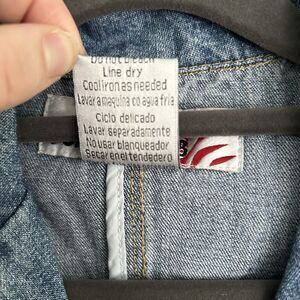 Do not bleach
Line dry
Cool iron as needed
Lavar a maquina co agua fria
Ciclo delicado
Lavar separadamente
No usar blanqueador
Secar en el tendedero